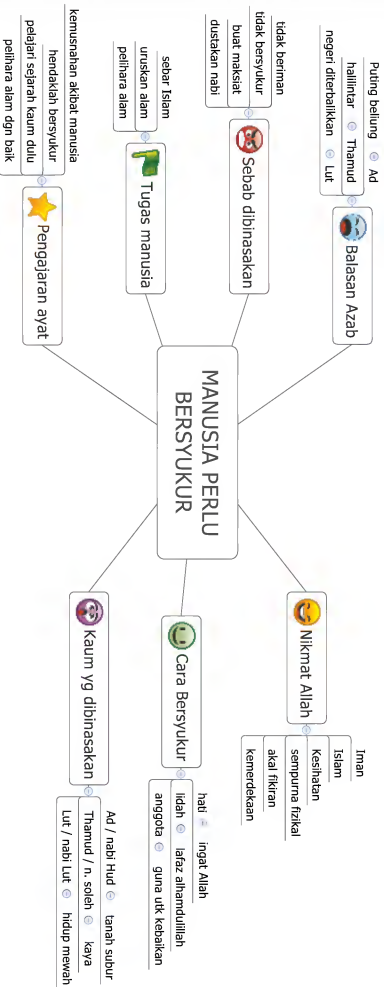 MANUSIA PERLU
BERSYUKUR
Nikmat Allah
Iman
Islam
Kesihatan
sempurna fizikal
akal fikiran
kemerdekaan
Cara Bersyukur
hati ingat Allah
lidah lafaz alhamdulillah
anggota guna utk kebaikan
Kaum yg dibinasakan
Ad / nabi Hud tanah subur
Thamud / n. soleh kaya
Lut / nabi Lut hidup mewah
Balasan Azab
Puting beliung Ad
halilintar Thamud
negeri diterbalikkan Lut
Sebab dibinasakan
tidak beriman
tidak bersyukur
buat maksiat
dustakan nabi
Tugas manusia
sebar Islam
uruskan alam
pelihara alam
Pengajaran ayat
kemusnahan akibat manusia
hendaklah bersyukur
pelajari sejarah kaum dulu
pelihara alam dgn baik